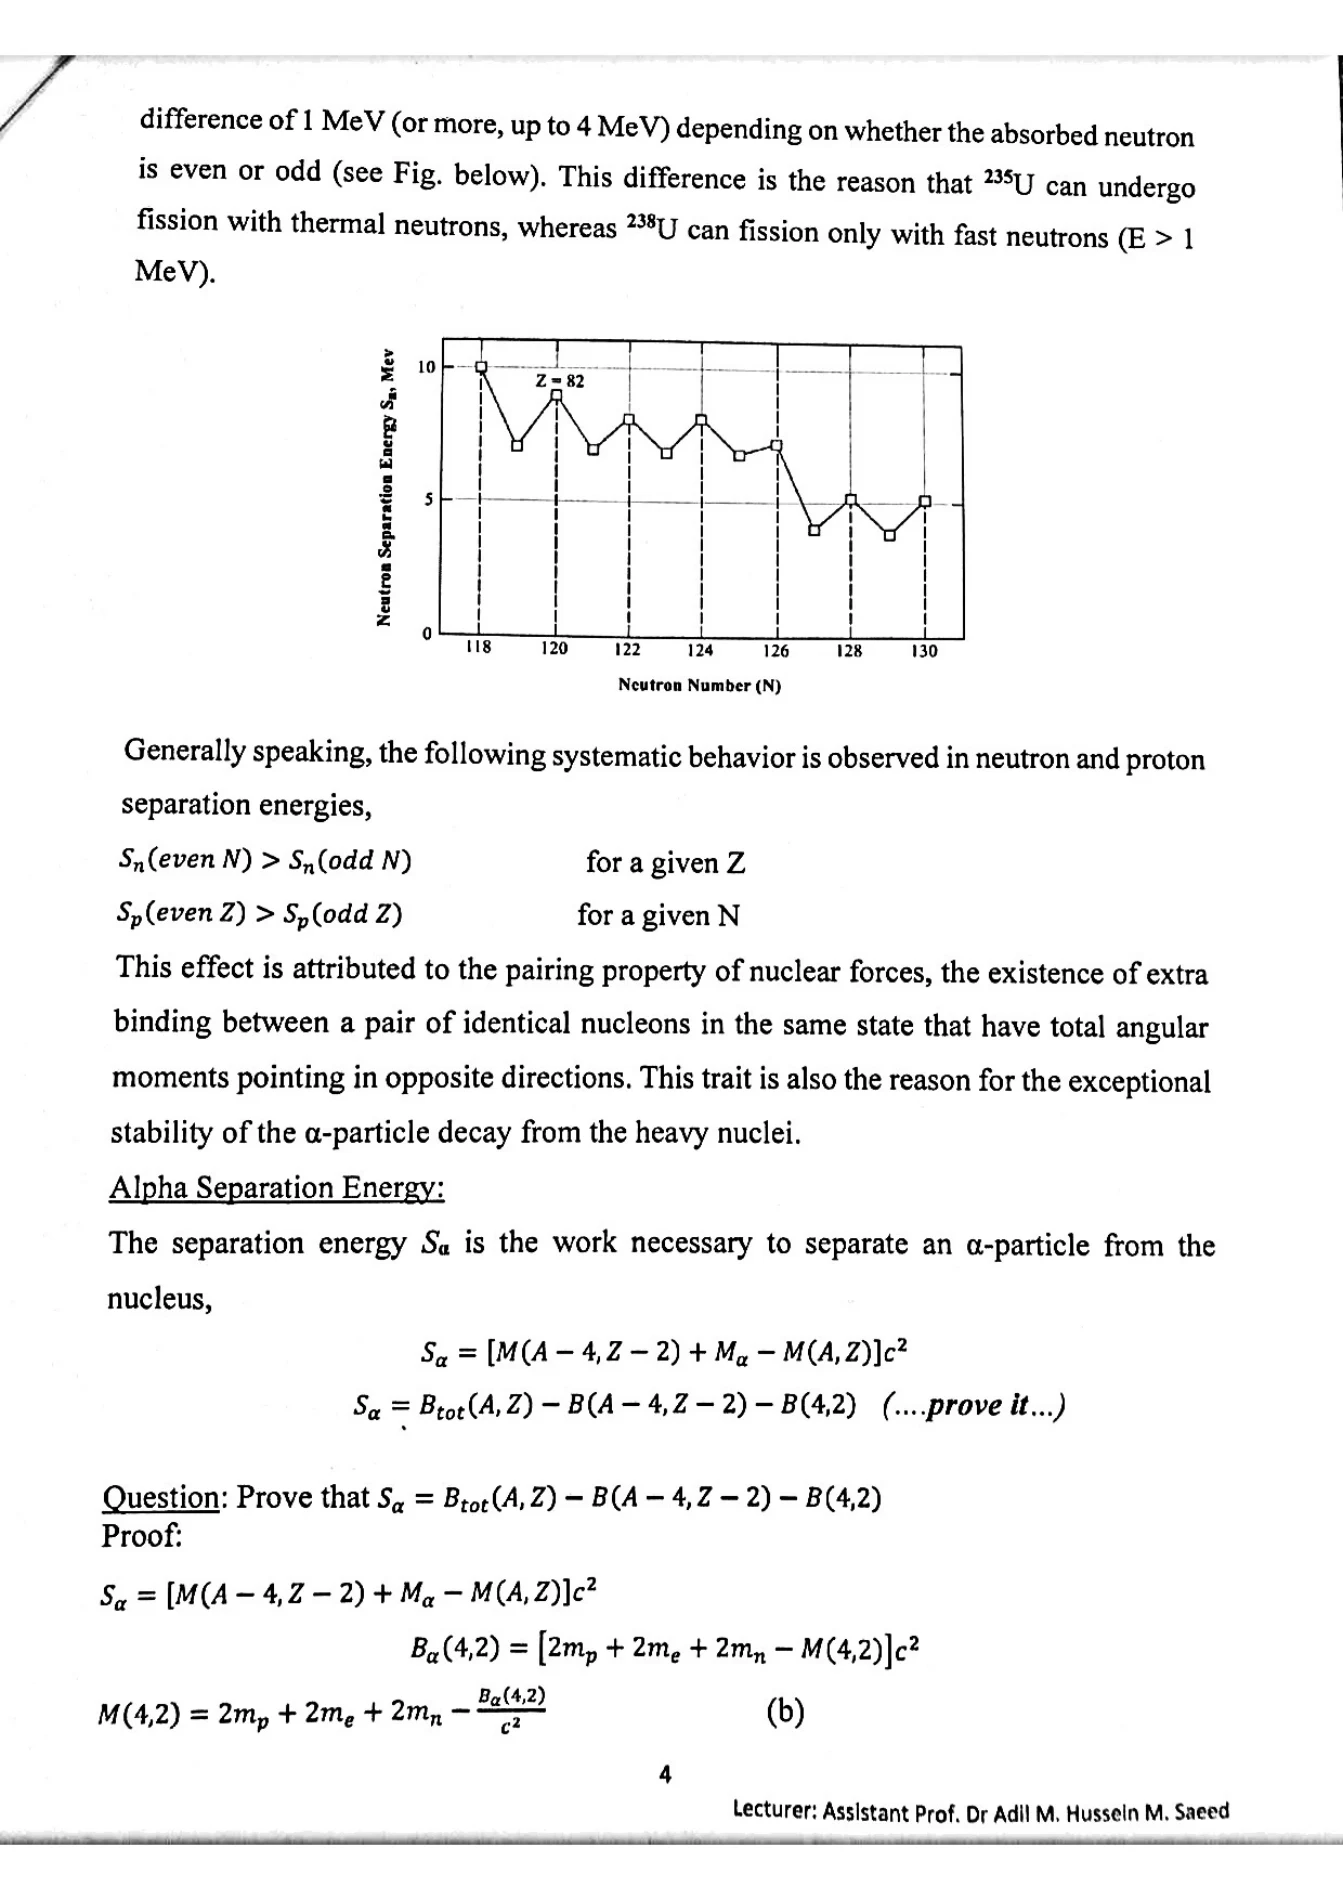 difference of 1 MeV (or more, up to 4 MeV) depending on whether the absorbed neutron
is even or odd (see Fig. below). This difference is the reason that ²³⁵U can undergo
fission with thermal neutrons, whereas ²³⁸U can fission only with fast neutrons (E > 1
MeV).
Neutron Separation Energy Sₙ, Mev
10
Z = 82
5
0
118 120 122 124 126 128 130
Neutron Number (N)
Generally speaking, the following systematic behavior is observed in neutron and proton
separation energies,
Sₙ(even N) > Sₙ(odd N) for a given Z
Sₚ(even Z) > Sₚ(odd Z) for a given N
This effect is attributed to the pairing property of nuclear forces, the existence of extra
binding between a pair of identical nucleons in the same state that have total angular
moments pointing in opposite directions. This trait is also the reason for the exceptional
stability of the α-particle decay from the heavy nuclei.
Alpha Separation Energy:
The separation energy Sα is the work necessary to separate an α-particle from the
nucleus,
Sα = [M(A − 4, Z − 2) + Mα − M(A, Z)]c²
Sα = Btot(A, Z) − B(A − 4, Z − 2) − B(4,2) (....prove it...)
Question: Prove that Sα = Btot(A, Z) − B(A − 4, Z − 2) − B(4,2)
Proof:
Sα = [M(A − 4, Z − 2) + Mα − M(A, Z)]c²
Bα(4,2) = [2mₚ + 2mₑ + 2mₙ − M(4,2)]c²
M(4,2) = 2mₚ + 2mₑ + 2mₙ − Bα(4,2)/c² (b)
4
Lecturer: Assistant Prof. Dr Adil M. Hussein M. Saeed